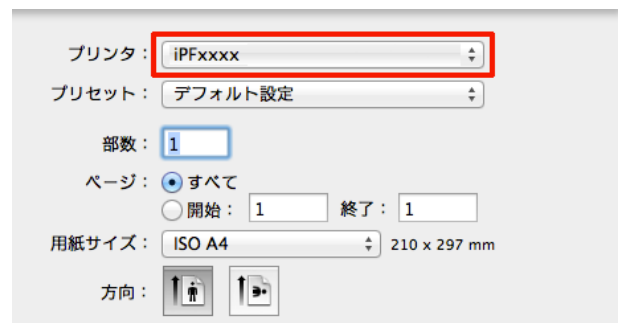 プリンタ： iPFxxxx
プリセット： デフォルト設定
部数： 1
ページ： すべて
開始： 1 終了： 1
用紙サイズ： ISO A4 210 x 297 mm
方向：